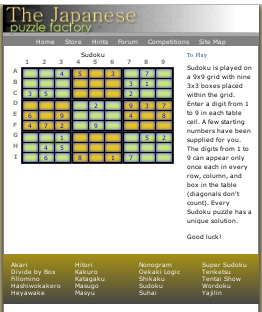 The Japanese
puzzle factory
Home Store Hints Forum Competitions Site Map
Sudoku
1 2 3 4 5 6 7 8 9
A 4 5 3 7
B 3 1
C 3 5 2
D 2 9 3 7
E 6 9 4 8
F 4 7 2 9
G 1 5 2
H 4 5
I 6 8 1 7
To Play
Sudoku is played on
a 9x9 grid with nine
3x3 boxes placed
within the grid.
Enter a digit from 1
to 9 in each table
cell. A few starting
numbers have been
supplied for you.
The digits from 1 to
9 can appear only
once each in every
row, column, and
box in the table
(diagonals don't
count). Every
Sudoku puzzle has a
unique solution.
Good luck!
Akari Hitori Nonogram Super Sudoku
Divide by Box Kakuro Oekaki Logic Tenketsu
Fillomino Katagaku Shikaku Tentai Show
Hashiwokakero Masugo Sudoku Wordoku
Heyawake Masyu Suhai Yajilin